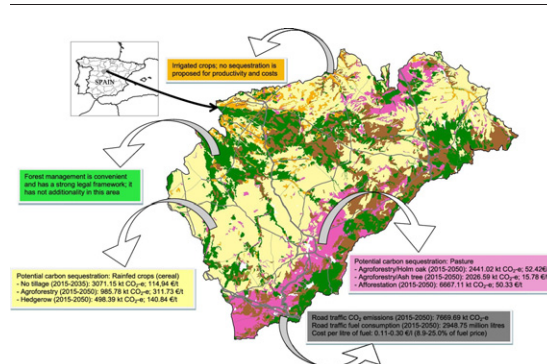 SPAIN
Irrigated crops; no sequestration is
proposed for productivity and costs
Forest management is convenient
and has a strong legal framework; it
has not additionality in this area
Potential carbon sequestration: Rainfed crops (cereal)
- No tillage (2015-2035): 3071.15 kt CO₂-e; 114,94 €/t
- Agroforestry (2015-2050): 985.78 kt CO₂-e; 311.73 €/t
- Hedgerow (2015-2050): 498.39 kt CO₂-e; 140.84 €/t
Potential carbon sequestration: Pasture
- Agroforestry/Holm oak (2015-2050): 2441.02 kt CO₂-e; 52.42€/t
- Agroforestry/Ash tree (2015-2050): 2026.59 kt CO₂-e; 15.78 €/t
- Afforestation (2015-2050): 6667.11 kt CO₂-e; 50.33 €/t
Road traffic CO₂ emissions (2015-2050): 7669.69 kt CO₂-e
Road traffic fuel consumption (2015-2050): 2948.75 million litres
Cost per litre of fuel: 0.11-0.30 €/l (8.9-25.0% of fuel price)